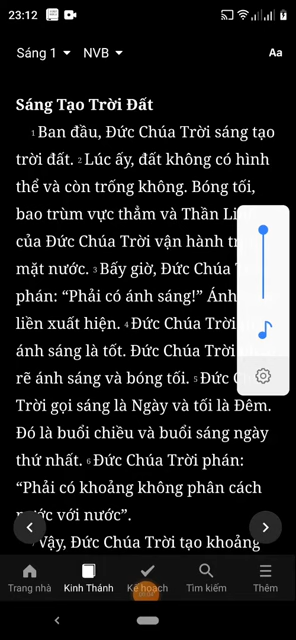 23:12
Sáng 1 NVB Aa
Sáng Tạo Trời Đất
1 Ban đầu, Đức Chúa Trời sáng tạo
trời đất. 2 Lúc ấy, đất không có hình
thể và còn trống không. Bóng tối,
bao trùm vực thẳm và Thần Li
của Đức Chúa Trời vận hành tr
mặt nước. 3 Bấy giờ, Đức Chúa
phán: “Phải có ánh sáng!” Ánh
liền xuất hiện. 4 Đức Chúa Trời
ánh sáng là tốt. Đức Chúa Trời
rẽ ánh sáng và bóng tối. 5 Đức C
Trời gọi sáng là Ngày và tối là Đêm.
Đó là buổi chiều và buổi sáng ngày
thứ nhất. 6 Đức Chúa Trời phán:
“Phải có khoảng không phân cách
nước với nước”.
7 Vậy, Đức Chúa Trời tạo khoảng
Trang nhà Kinh Thánh Kế hoạch Tìm kiếm Thêm